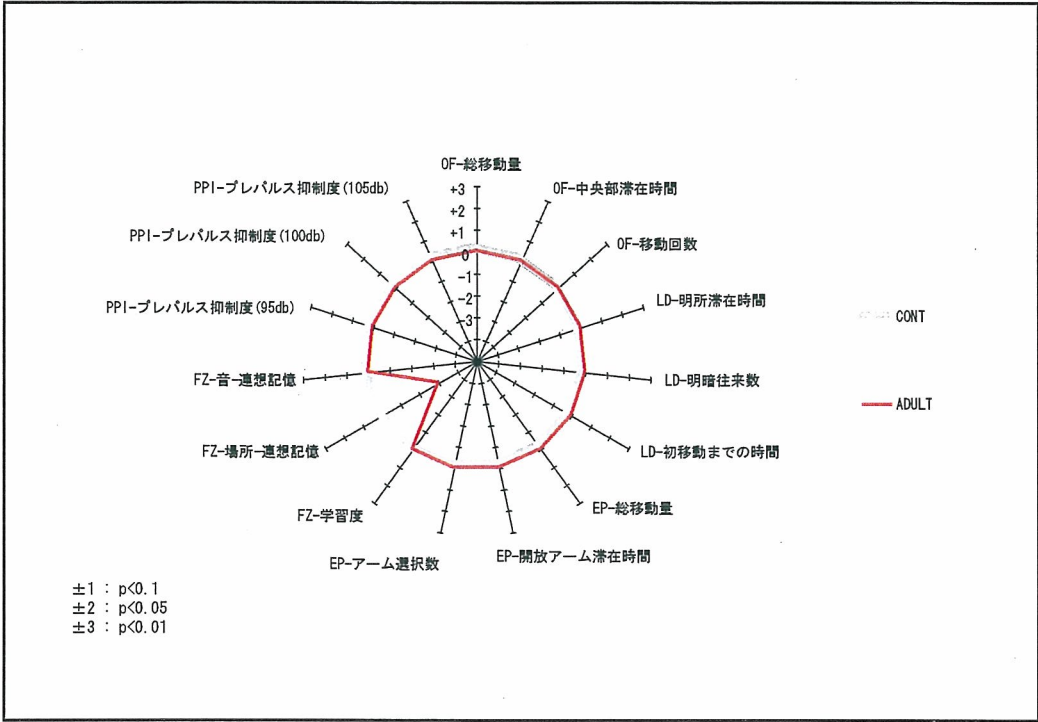 OF-総移動量
PPI-プレパルス抑制度(105db)
OF-中央部滞在時間
+3
+2
+1
0
-1
-2
-3
PPI-プレパルス抑制度(100db)
OF-移動回数
PPI-プレパルス抑制度(95db)
LD-明所滞在時間
CONT
FZ-音-連想記憶
LD-明暗往来数
ADULT
FZ-場所-連想記憶
LD-初移動までの時間
FZ-学習度
EP-総移動量
EP-アーム選択数
EP-開放アーム滞在時間
±1 : p<0.1
±2 : p<0.05
±3 : p<0.01